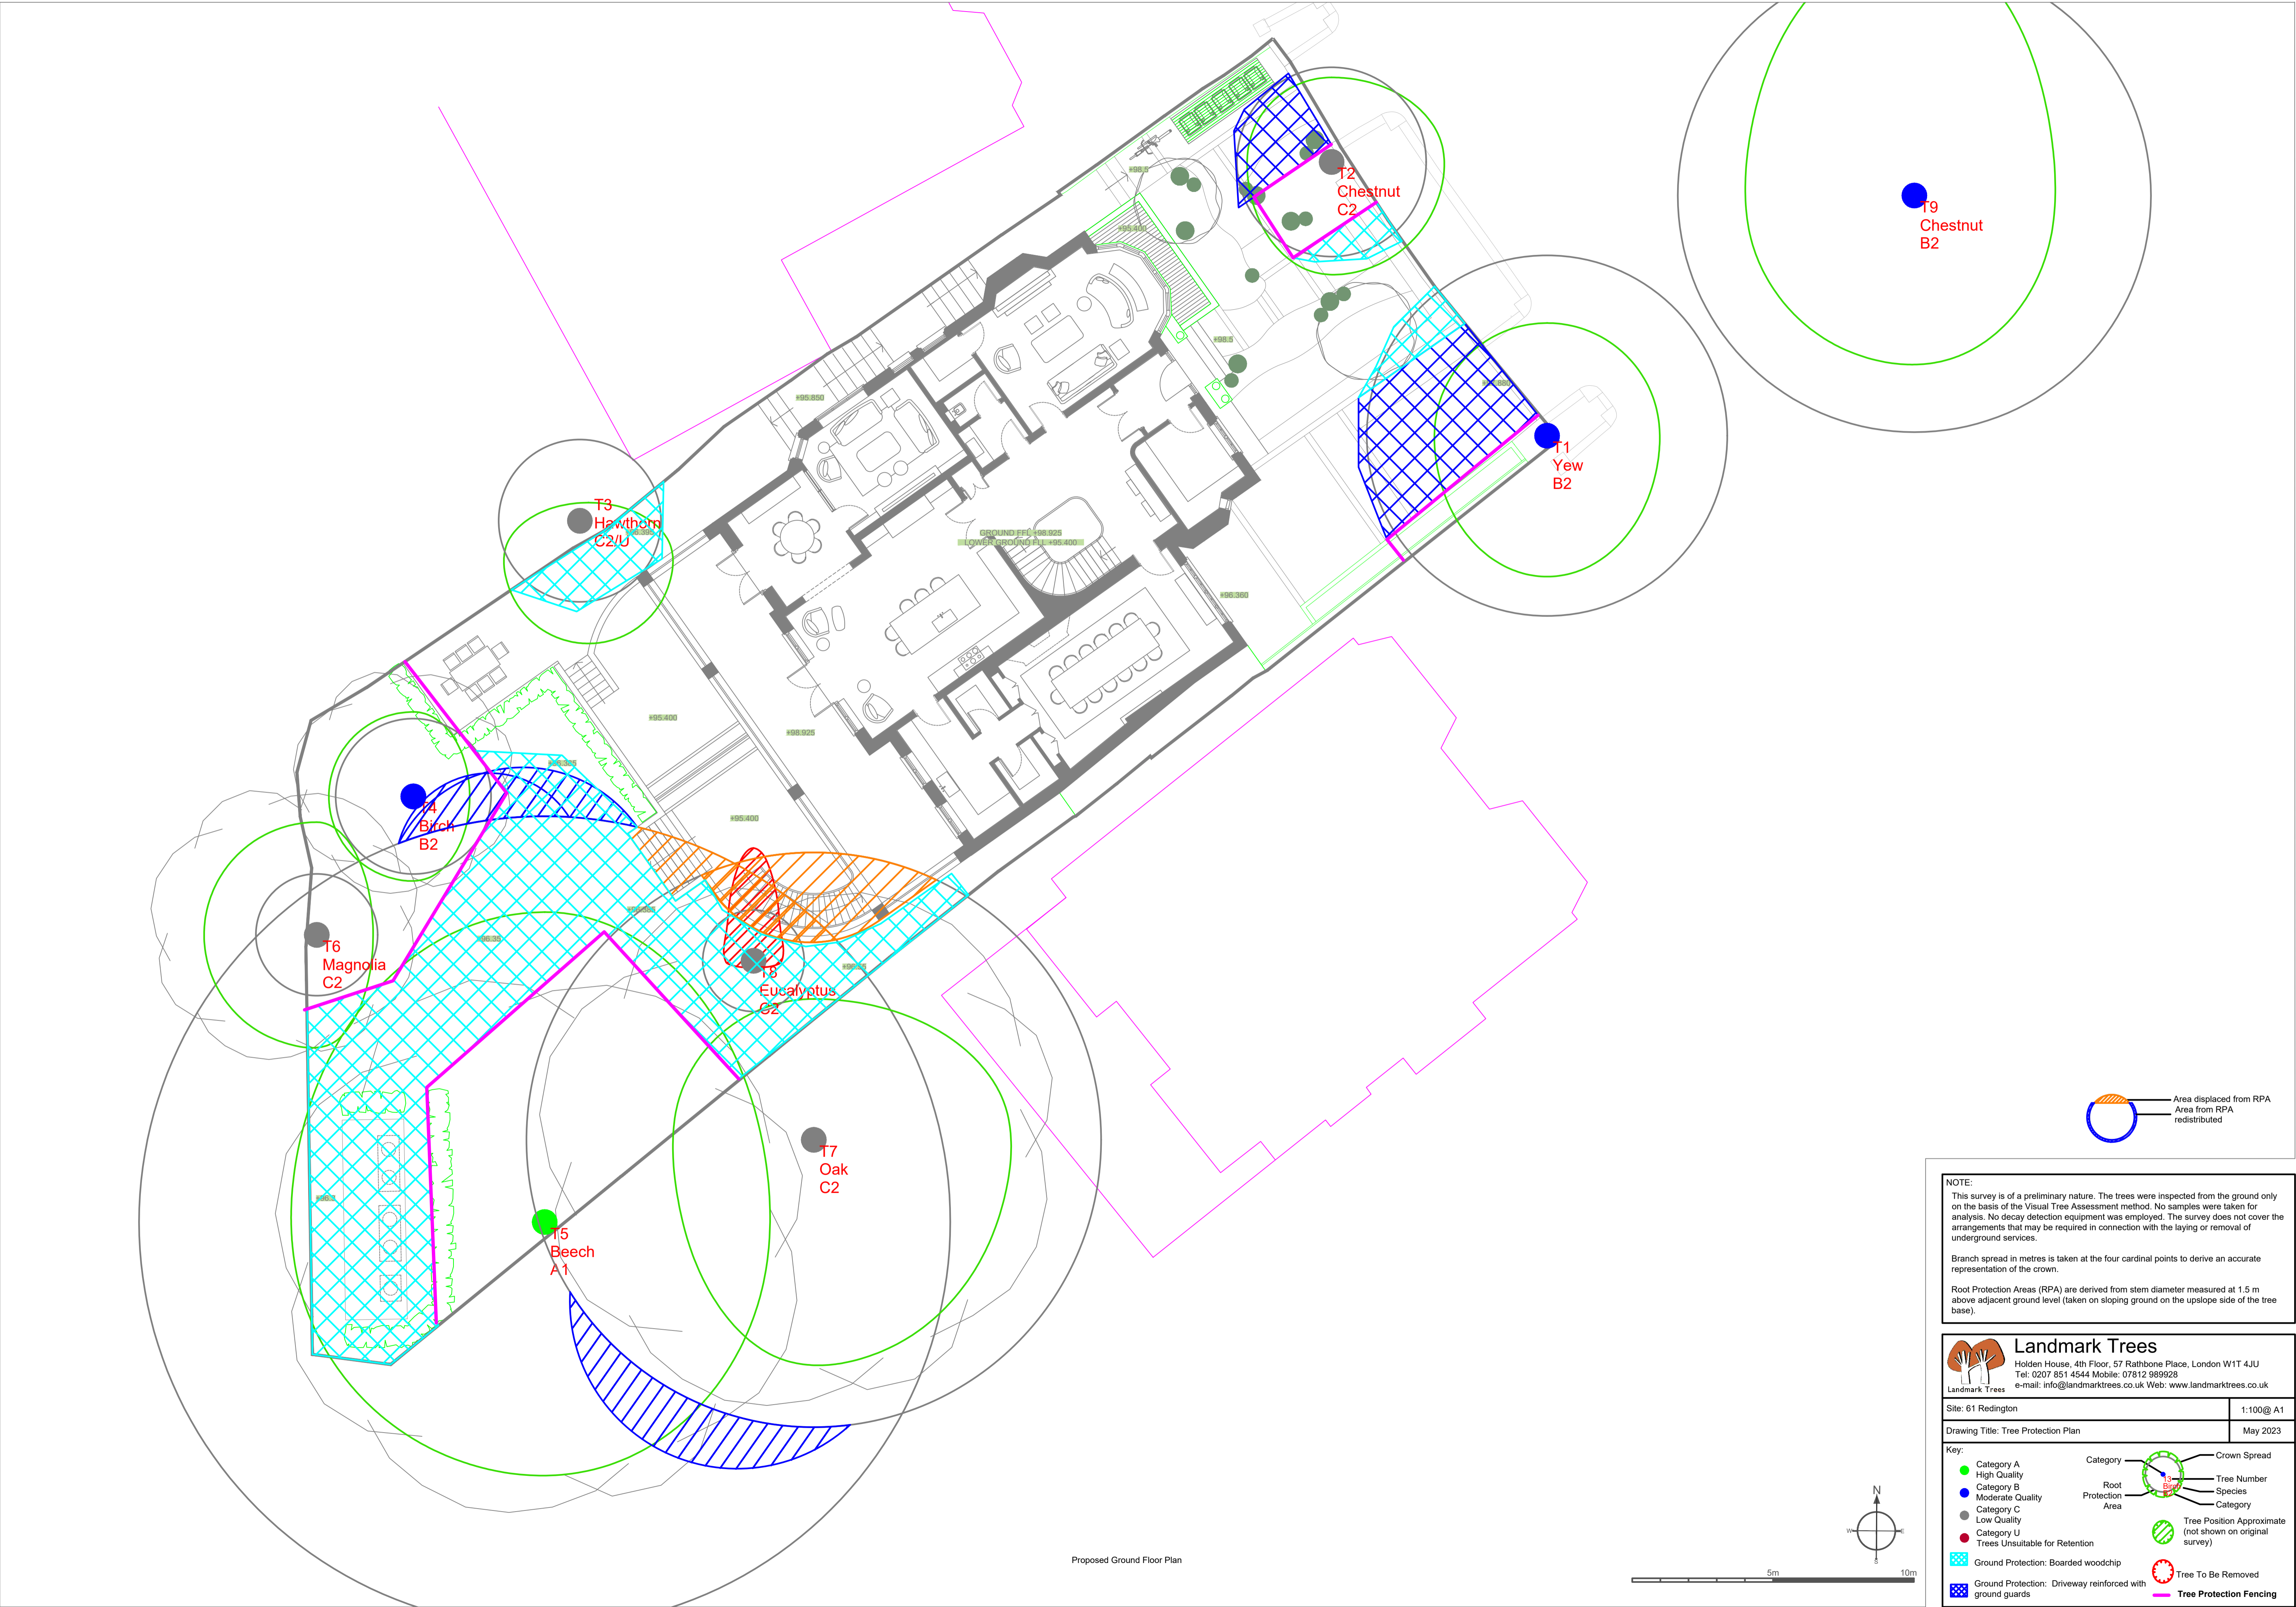 +98.5
T2
Chestnut
C2
T9
Chestnut
B2
+95.400
+98.5
+95.850
T1
Yew
B2
T3
Hawthorn
C2/U
+96.395
GROUND FFL +98.925
LOWER GROUND FLL +95.400
+96.360
+95.400
+98.925
T4
Birch
B2
+95.400
T6
Magnolia
C2
+96.35
T8
Eucalyptus
C2
T7
Oak
C2
+96.3
T5
Beech
A1
Area displaced from RPA
Area from RPA
redistributed
NOTE:
This survey is of a preliminary nature. The trees were inspected from the ground only
on the basis of the Visual Tree Assessment method. No samples were taken for
analysis. No decay detection equipment was employed. The survey does not cover the
arrangements that may be required in connection with the laying or removal of
underground services.
Branch spread in metres is taken at the four cardinal points to derive an accurate
representation of the crown.
Root Protection Areas (RPA) are derived from stem diameter measured at 1.5 m
above adjacent ground level (taken on sloping ground on the upslope side of the tree
base).
Landmark Trees
Landmark Trees
Holden House, 4th Floor, 57 Rathbone Place, London W1T 4JU
Tel: 0207 851 4544 Mobile: 07812 989928
e-mail: info@landmarktrees.co.uk Web: www.landmarktrees.co.uk
Site: 61 Redington
1:100@ A1
Drawing Title: Tree Protection Plan
May 2023
Key:
Category A
High Quality
Category B
Moderate Quality
Category C
Low Quality
Category U
Trees Unsuitable for Retention
Ground Protection: Boarded woodchip
Ground Protection: Driveway reinforced with
ground guards
Category
Root
Protection
Area
Crown Spread
Tree Number
Species
Category
Tree Position Approximate
(not shown on original
survey)
Tree To Be Removed
Tree Protection Fencing
N
W
E
S
5m
10m
Proposed Ground Floor Plan